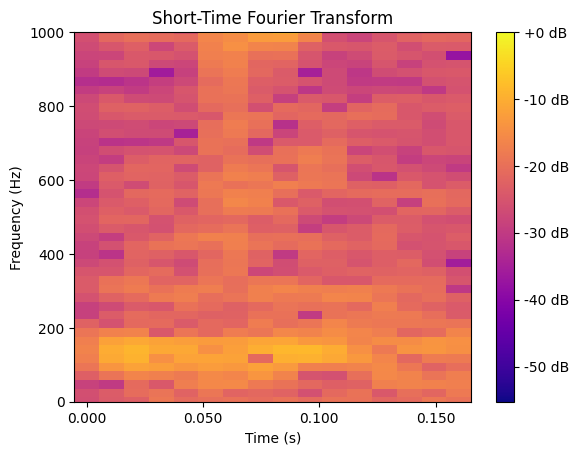 Short-Time Fourier Transform
1000
800
600
400
200
0
Frequency (Hz)
0.000
0.050
0.100
0.150
Time (s)
+0 dB
-10 dB
-20 dB
-30 dB
-40 dB
-50 dB